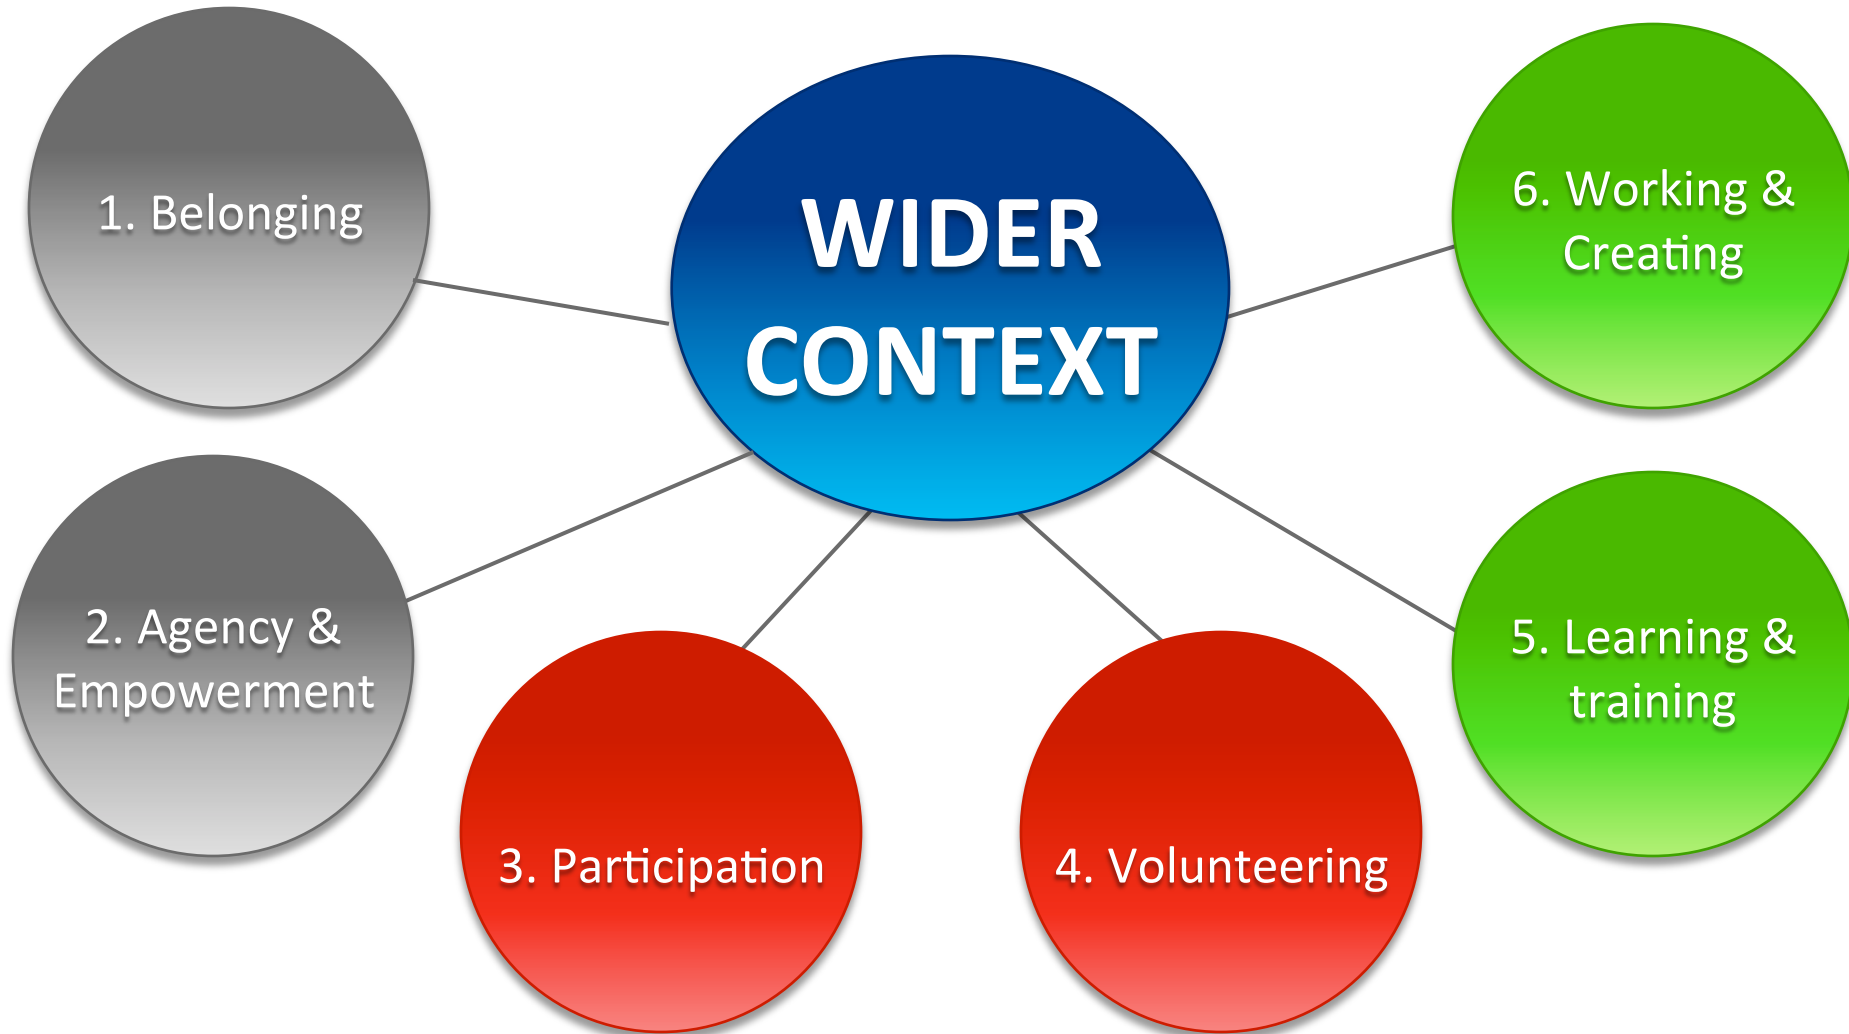 WIDER
CONTEXT
1. Belonging
2. Agency &
Empowerment
3. Participation
4. Volunteering
5. Learning &
training
6. Working &
Creating